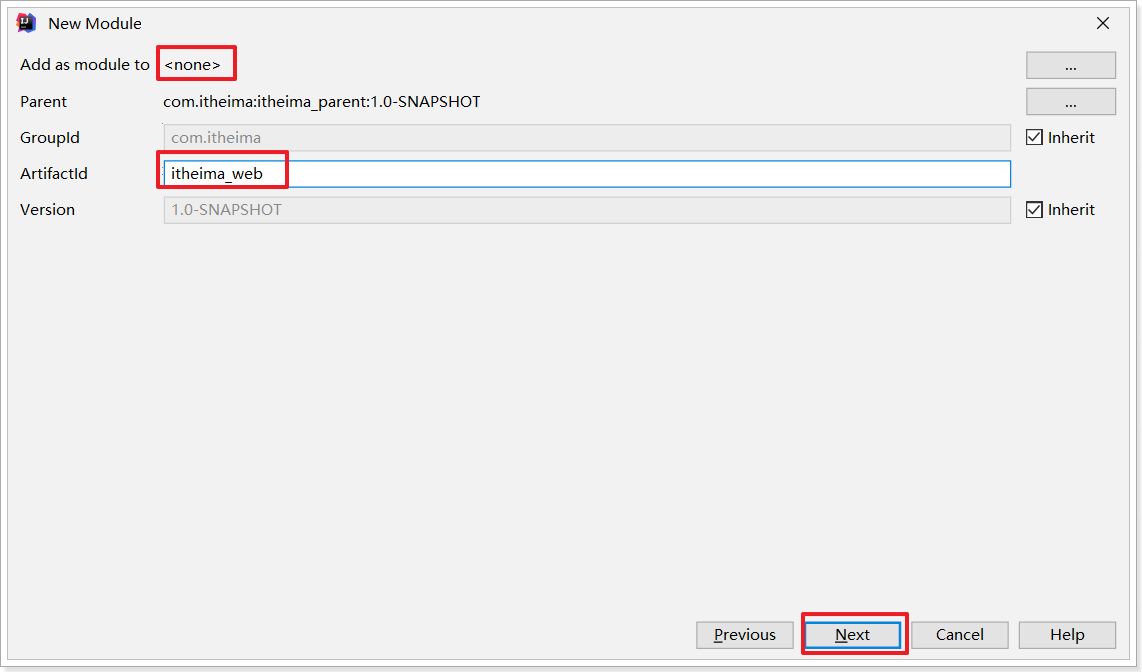 New Module
Add as module to <none> ...
Parent com.itheima:itheima_parent:1.0-SNAPSHOT ...
GroupId com.itheima Inherit
ArtifactId itheima_web
Version 1.0-SNAPSHOT Inherit
Previous Next Cancel Help